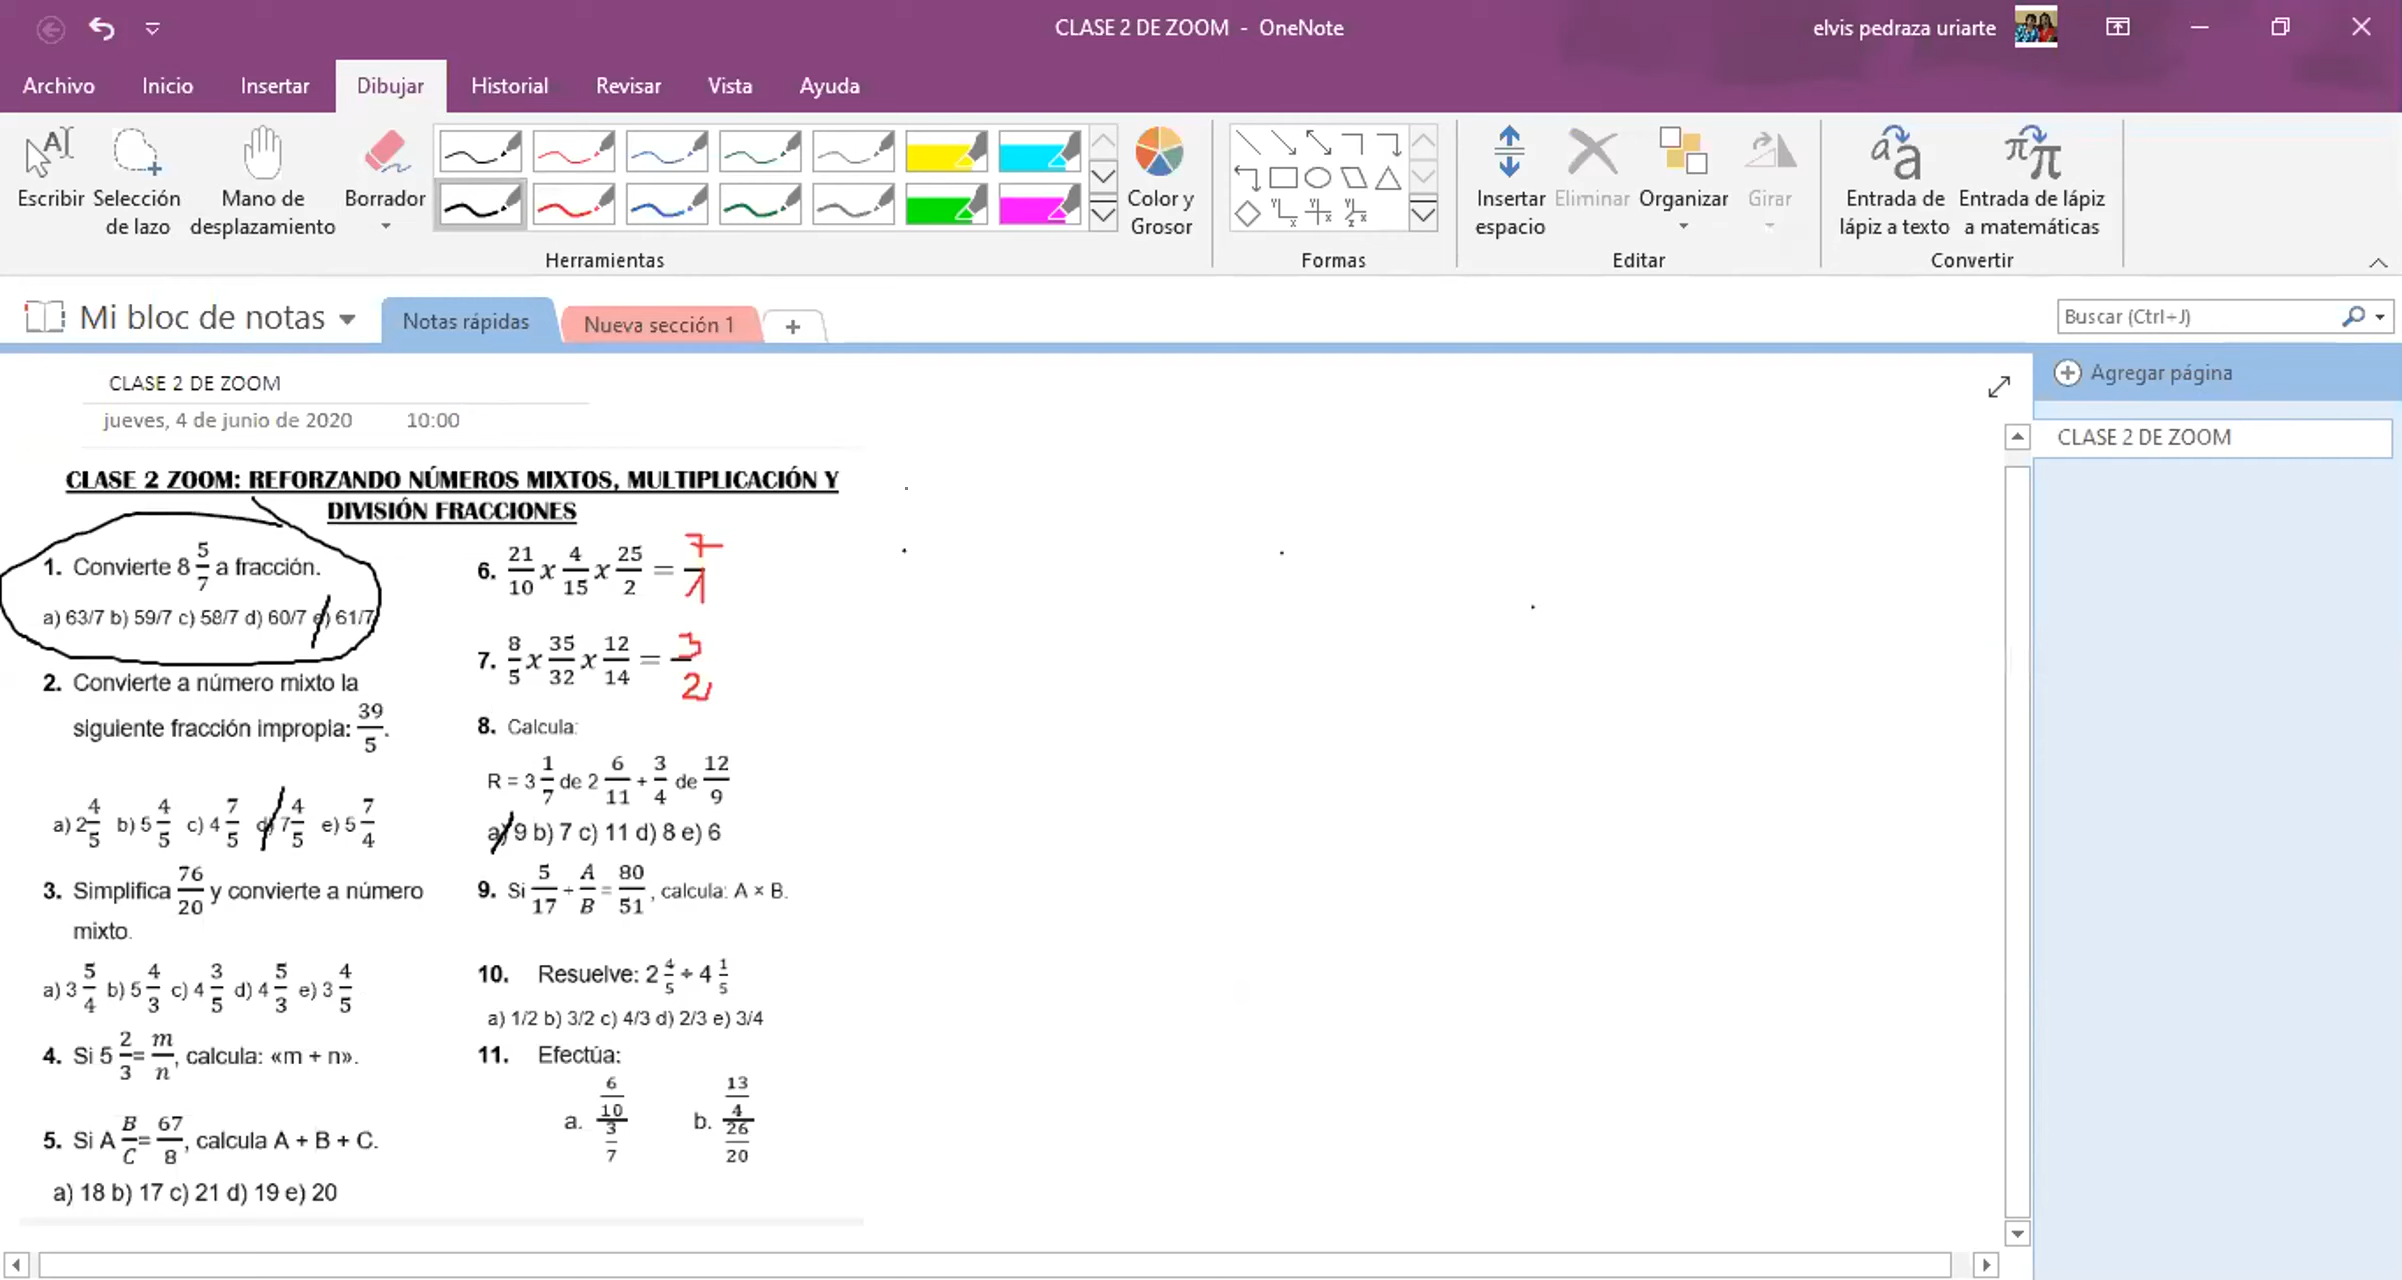 CLASE 2 DE ZOOM - OneNote
elvis pedraza uriarte
Archivo Inicio Insertar Dibujar Historial Revisar Vista Ayuda
Escribir
Selección de lazo
Mano de desplazamiento
Borrador
Color y Grosor
Insertar espacio
Eliminar
Organizar
Girar
Entrada de lápiz a texto
Entrada de lápiz a matemáticas
Herramientas
Formas
Editar
Convertir
Mi bloc de notas
Notas rápidas
Nueva sección 1
Buscar (Ctrl+J)
Agregar página
CLASE 2 DE ZOOM
CLASE 2 DE ZOOM
jueves, 4 de junio de 2020 10:00
CLASE 2 ZOOM: REFORZANDO NÚMEROS MIXTOS, MULTIPLICACIÓN Y
DIVISIÓN FRACCIONES
1. Convierte 8 5/7 a fracción.
a) 63/7 b) 59/7 c) 58/7 d) 60/7 e) 61/7
2. Convierte a número mixto la
siguiente fracción impropia: 39/5.
a) 2 4/5 b) 5 4/5 c) 4 7/5 d) 7 4/5 e) 5 7/4
3. Simplifica 76/20 y convierte a número
mixto.
a) 3 5/4 b) 5 4/3 c) 4 3/5 d) 4 5/3 e) 3 4/5
4. Si 5 2/3 = m/n, calcula: «m + n».
5. Si A B/C = 67/8, calcula A + B + C.
a) 18 b) 17 c) 21 d) 19 e) 20
6. 21/10 x 4/15 x 25/2 = 7/1
7. 8/5 x 35/32 x 12/14 = 3/2
8. Calcula:
R = 3 1/7 de 2 6/11 + 3/4 de 12/9
a) 9 b) 7 c) 11 d) 8 e) 6
9. Si 5/17 ÷ A/B = 80/51, calcula: A × B.
10. Resuelve: 2 4/5 ÷ 4 1/5
a) 1/2 b) 3/2 c) 4/3 d) 2/3 e) 3/4
11. Efectúa:
a. 6/10 / 3/7 b. 13/4 / 26/20